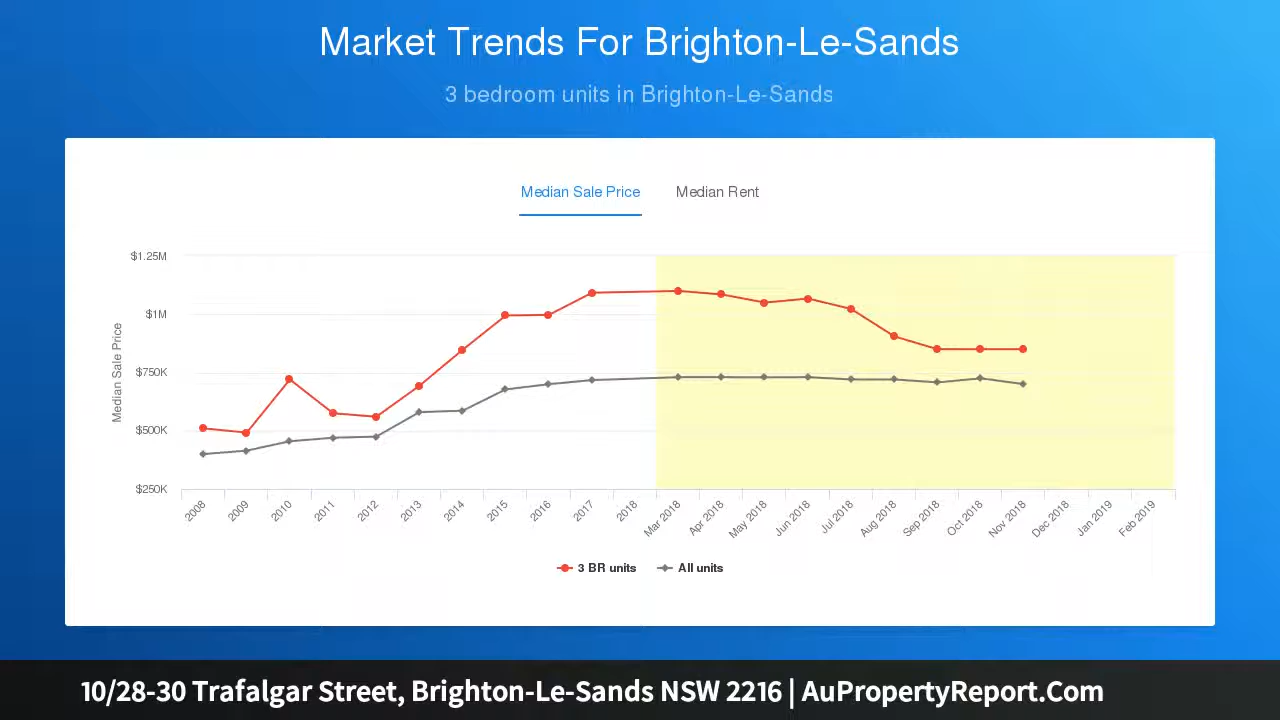 Market Trends For Brighton-Le-Sands
3 bedroom units in Brighton-Le-Sands
Median Sale Price Median Rent
Median Sale Price
$1.25M
$1M
$750K
$500K
$250K
2008 2009 2010 2011 2012 2013 2014 2015 2016 2017 2018 Mar 2018 Apr 2018 May 2018 Jun 2018 Jul 2018 Aug 2018 Sep 2018 Oct 2018 Nov 2018 Dec 2018 Jan 2019 Feb 2019
3 BR units All units
10/28-30 Trafalgar Street, Brighton-Le-Sands NSW 2216 | AuPropertyReport.Com